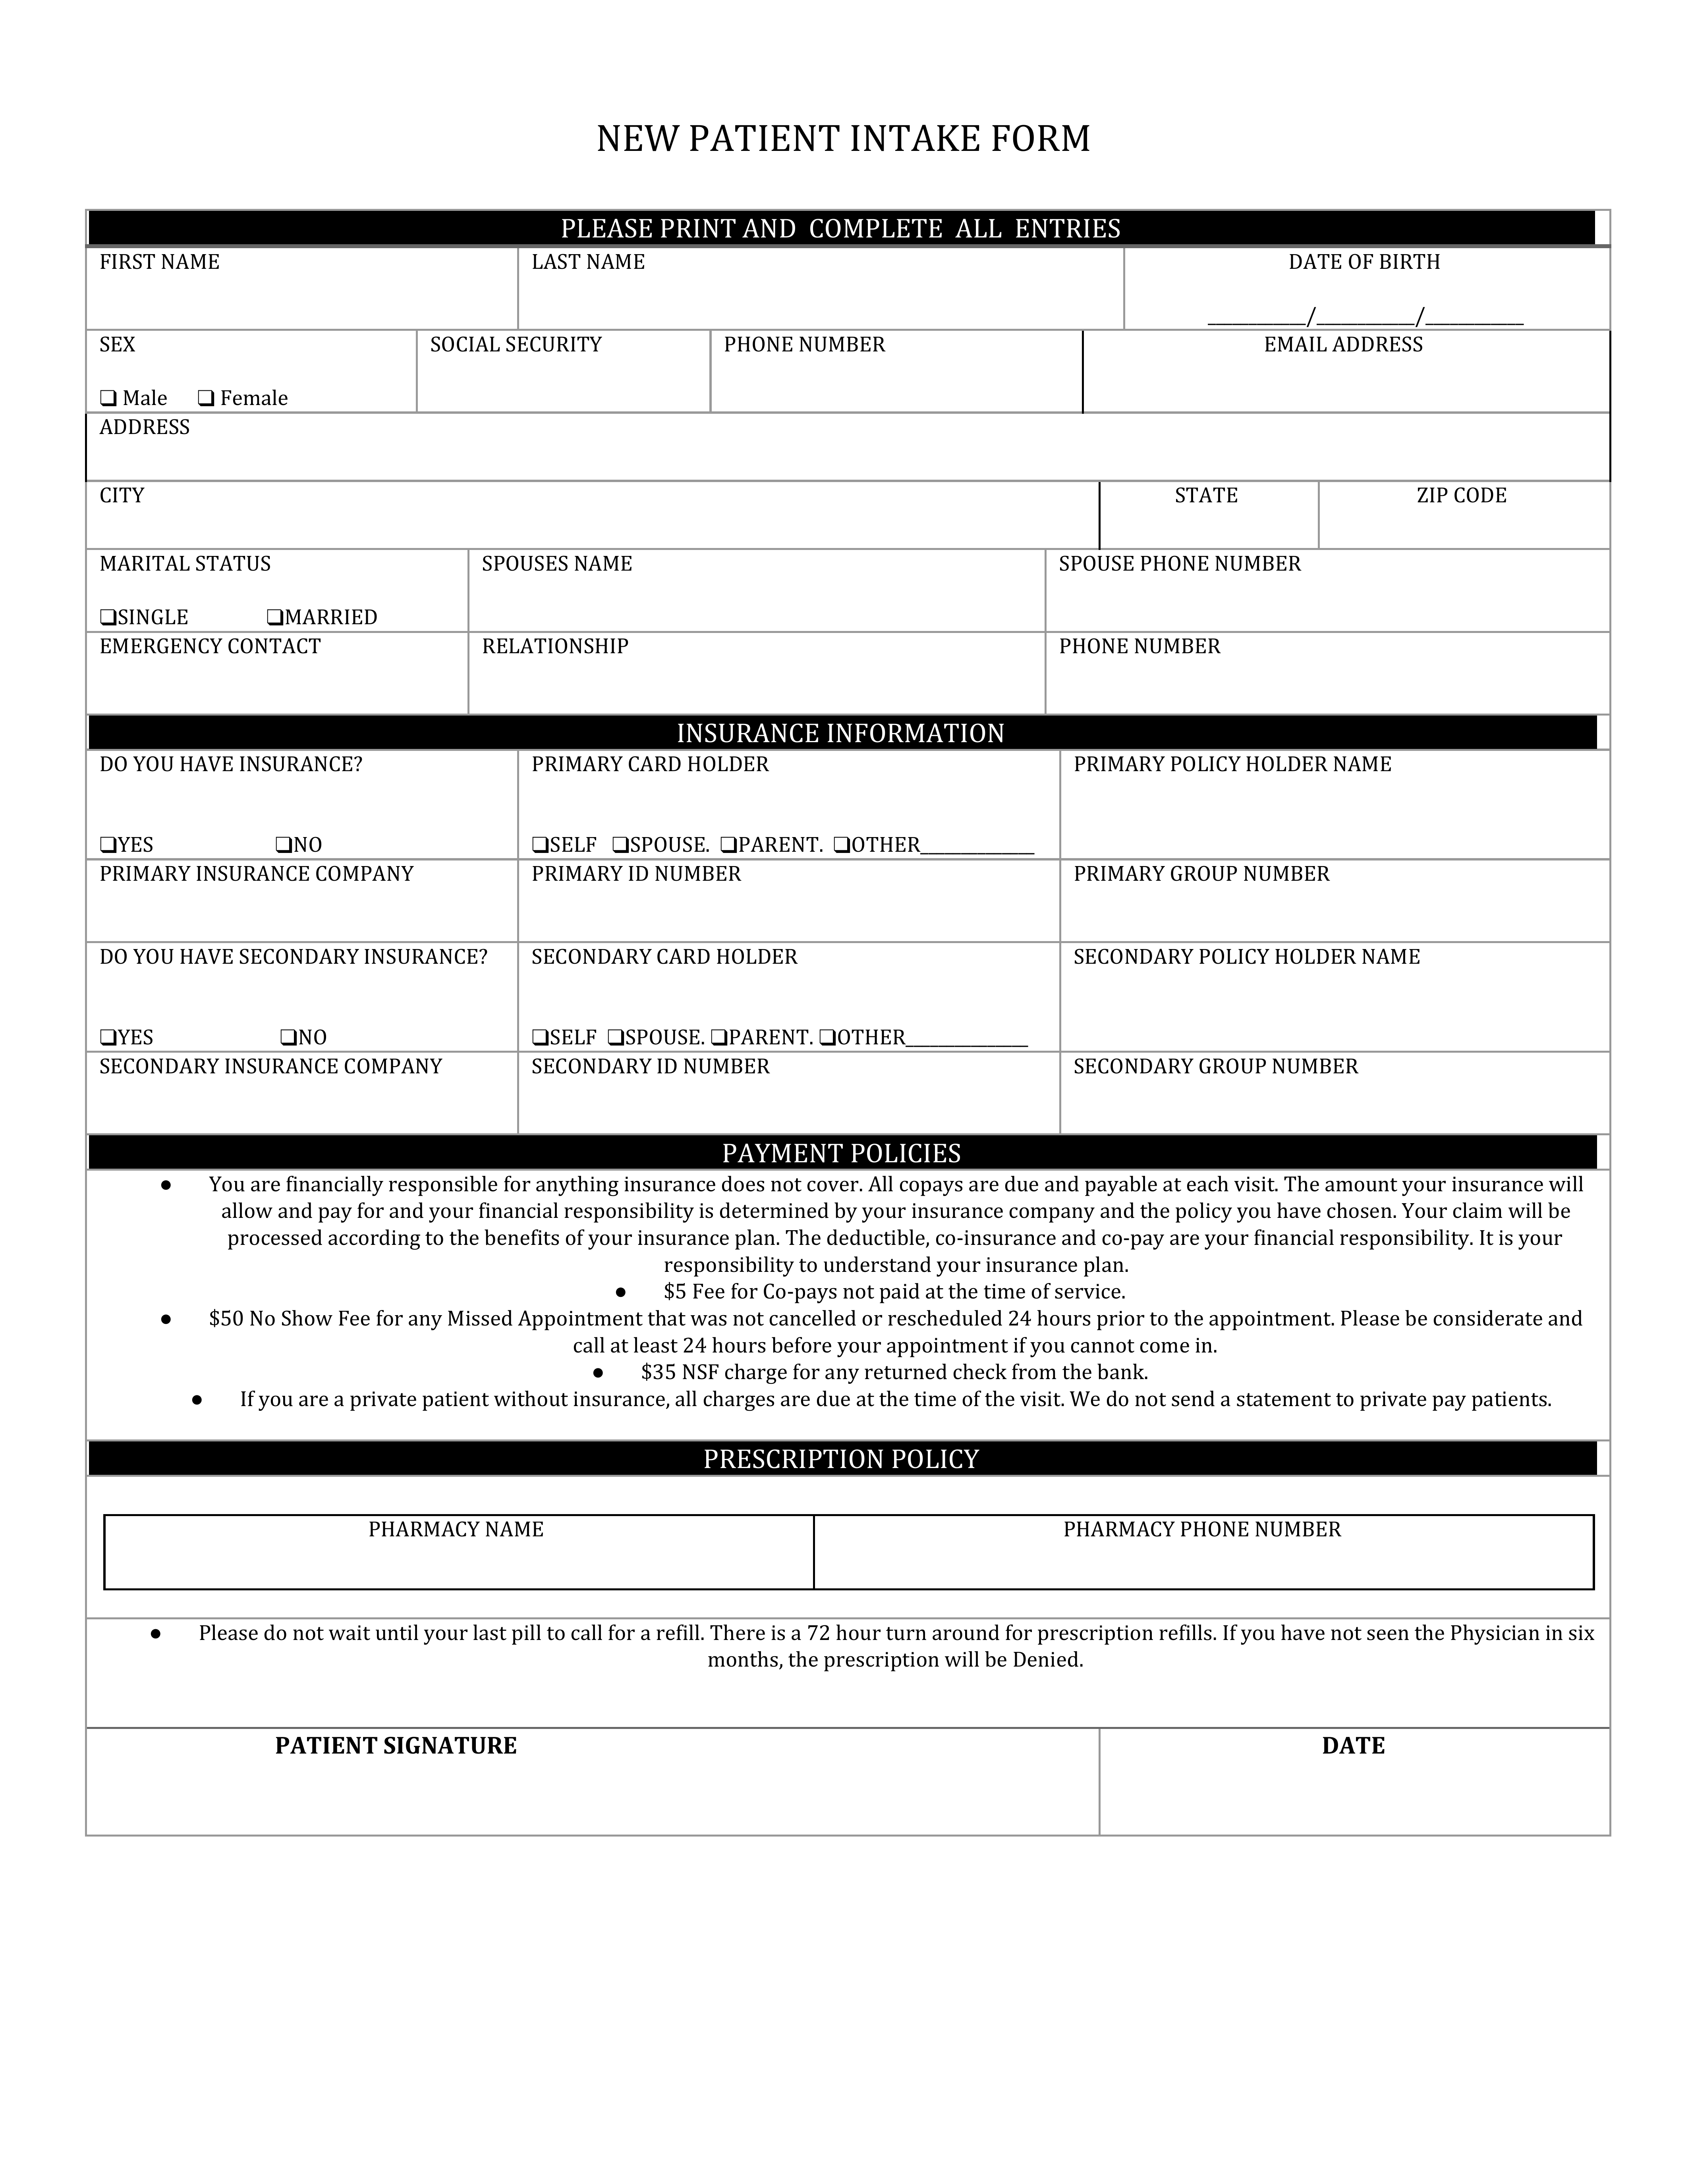 NEW PATIENT INTAKE FORM
PLEASE PRINT AND COMPLETE ALL ENTRIES
FIRST NAME
LAST NAME
DATE OF BIRTH
_________/_________/_________
SEX
SOCIAL SECURITY
PHONE NUMBER
EMAIL ADDRESS
❏ Male ❏ Female
ADDRESS
CITY
STATE
ZIP CODE
MARITAL STATUS
SPOUSES NAME
SPOUSE PHONE NUMBER
❏SINGLE ❏MARRIED
EMERGENCY CONTACT
RELATIONSHIP
PHONE NUMBER
INSURANCE INFORMATION
DO YOU HAVE INSURANCE?
PRIMARY CARD HOLDER
PRIMARY POLICY HOLDER NAME
❏YES ❏NO
❏SELF ❏SPOUSE. ❏PARENT. ❏OTHER___________
PRIMARY INSURANCE COMPANY
PRIMARY ID NUMBER
PRIMARY GROUP NUMBER
DO YOU HAVE SECONDARY INSURANCE?
SECONDARY CARD HOLDER
SECONDARY POLICY HOLDER NAME
❏YES ❏NO
❏SELF ❏SPOUSE. ❏PARENT. ❏OTHER____________
SECONDARY INSURANCE COMPANY
SECONDARY ID NUMBER
SECONDARY GROUP NUMBER
PAYMENT POLICIES
● You are financially responsible for anything insurance does not cover. All copays are due and payable at each visit. The amount your insurance will
allow and pay for and your financial responsibility is determined by your insurance company and the policy you have chosen. Your claim will be
processed according to the benefits of your insurance plan. The deductible, co-insurance and co-pay are your financial responsibility. It is your
responsibility to understand your insurance plan.
● $5 Fee for Co-pays not paid at the time of service.
● $50 No Show Fee for any Missed Appointment that was not cancelled or rescheduled 24 hours prior to the appointment. Please be considerate and
call at least 24 hours before your appointment if you cannot come in.
● $35 NSF charge for any returned check from the bank.
● If you are a private patient without insurance, all charges are due at the time of the visit. We do not send a statement to private pay patients.
PRESCRIPTION POLICY
PHARMACY NAME
PHARMACY PHONE NUMBER
● Please do not wait until your last pill to call for a refill. There is a 72 hour turn around for prescription refills. If you have not seen the Physician in six
months, the prescription will be Denied.
PATIENT SIGNATURE
DATE